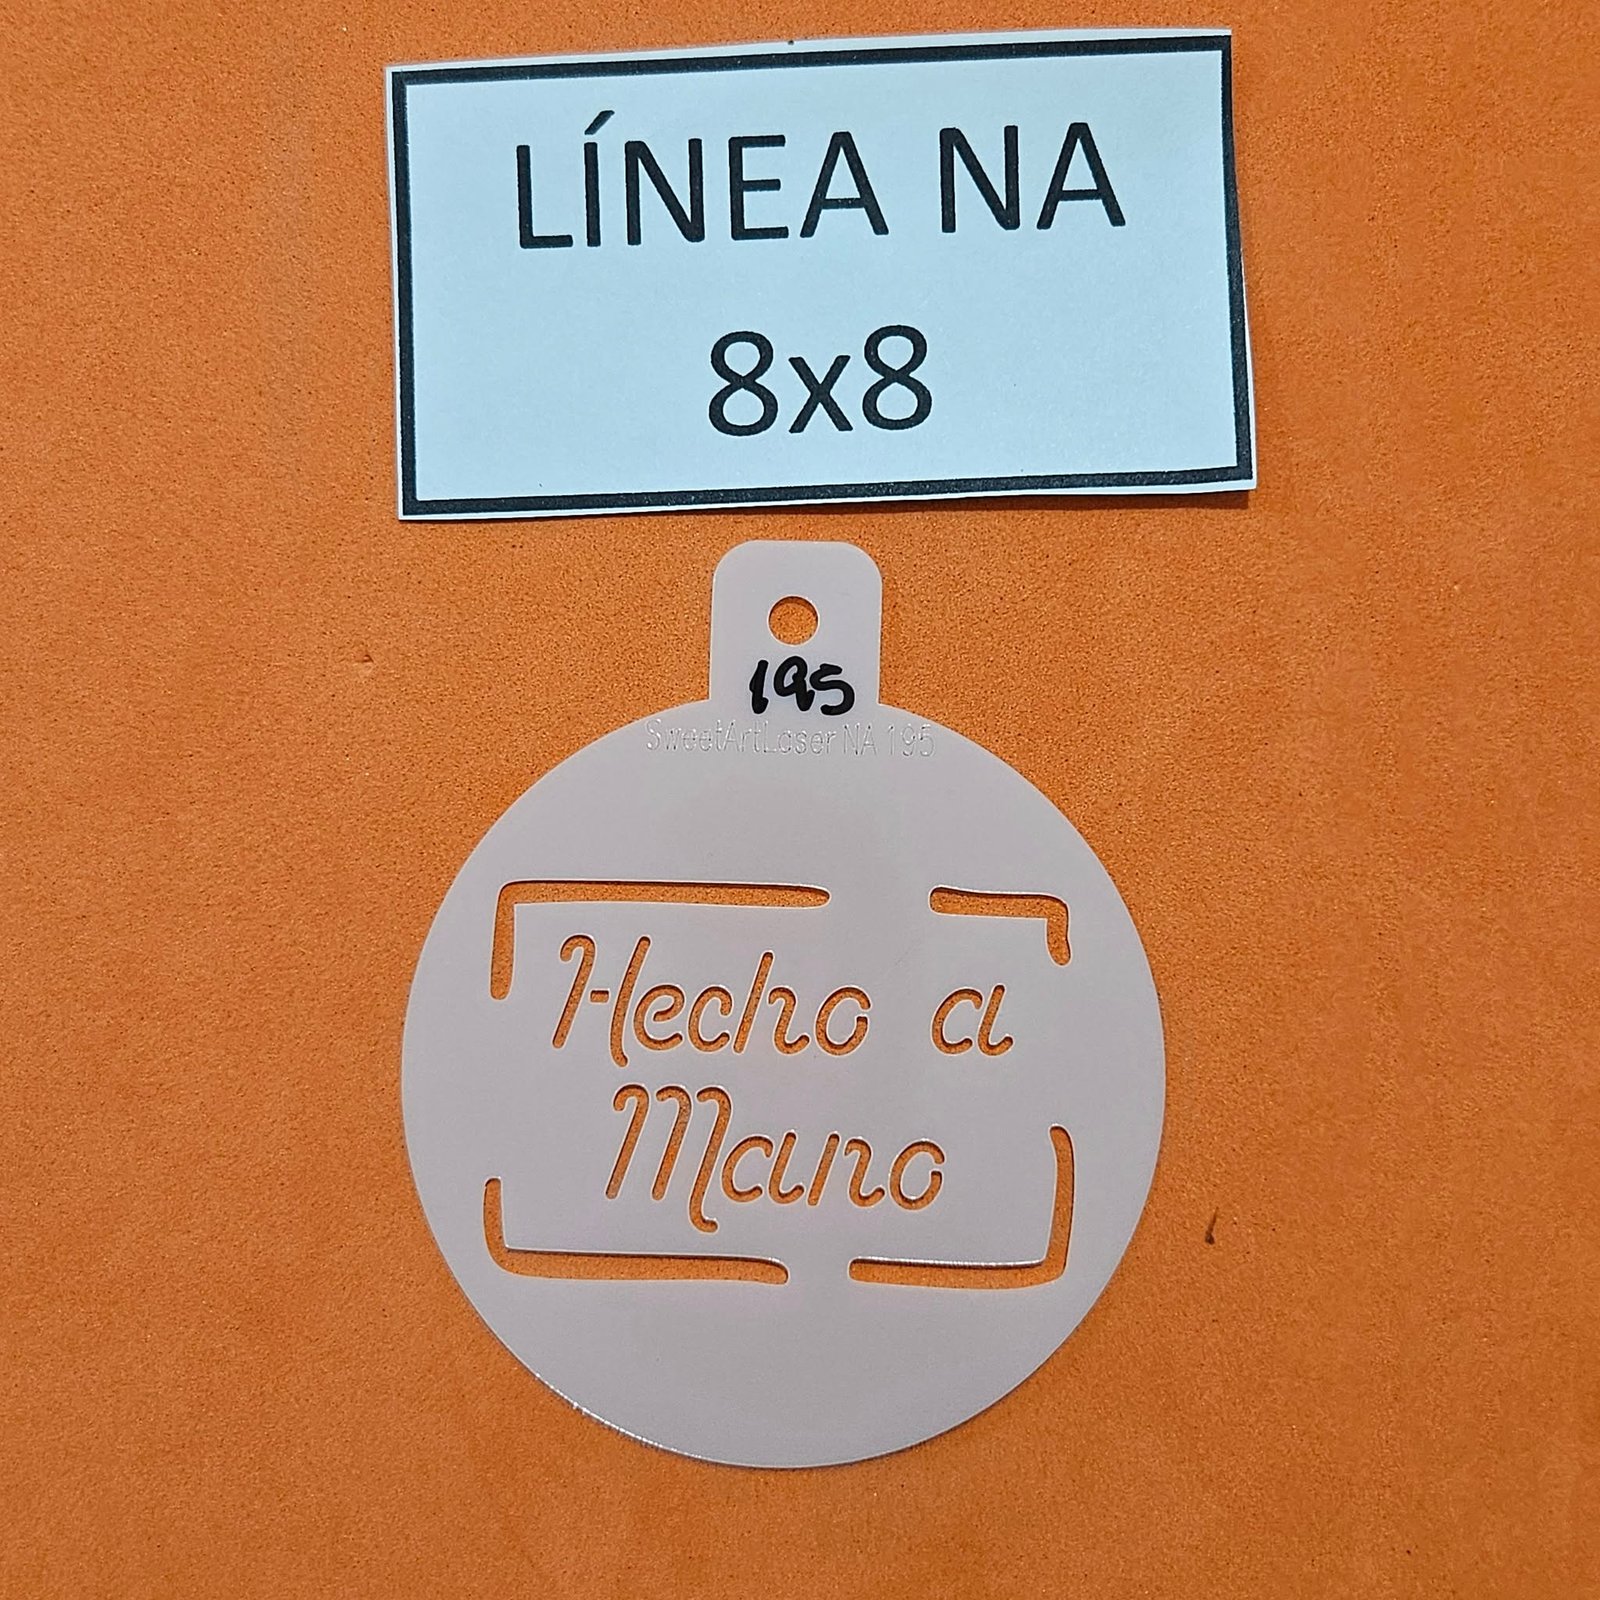 LÍNEA NA
8x8
195
SweetArtLaser NA 195
Hecho a
Mano